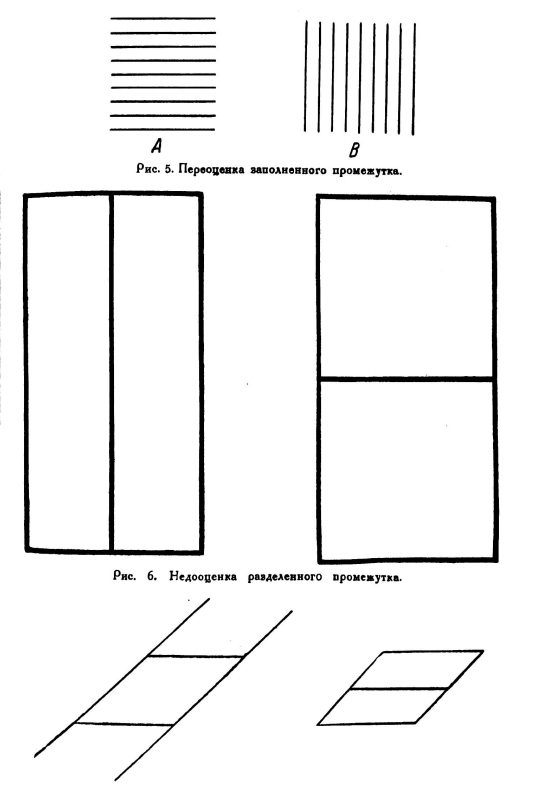 A B
Рис. 5. Переоценка заполненного промежутка.
Рис. 6. Недооценка разделенного промежутка.